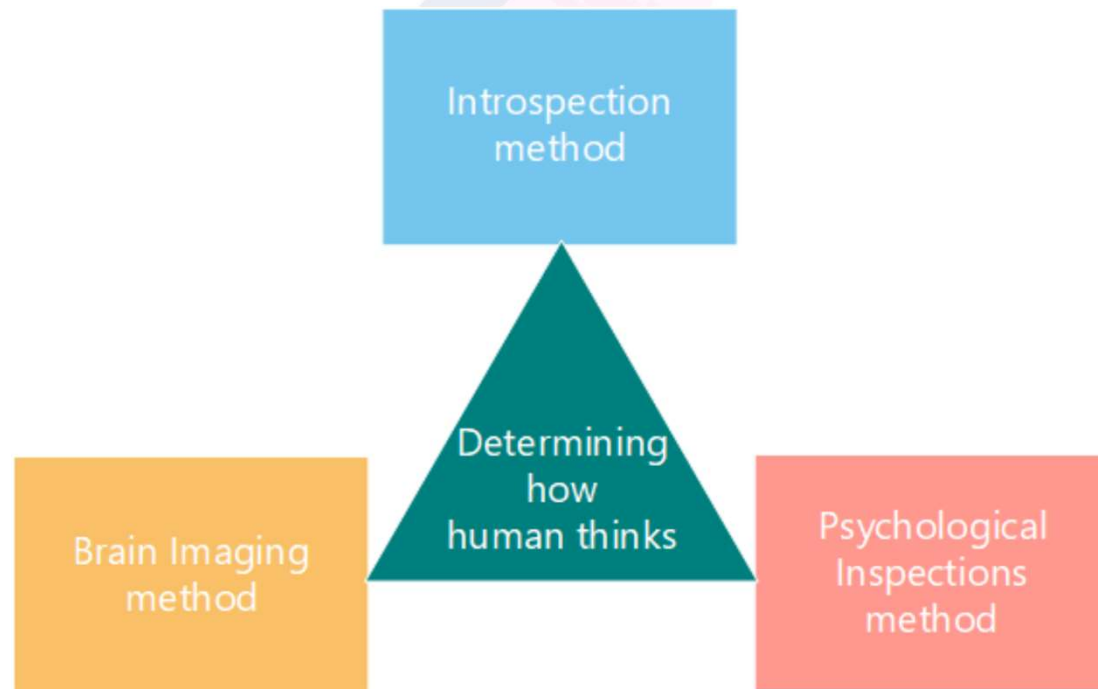 Introspection
method
Determining
how
human thinks
Brain Imaging
method
Psychological
Inspections
method